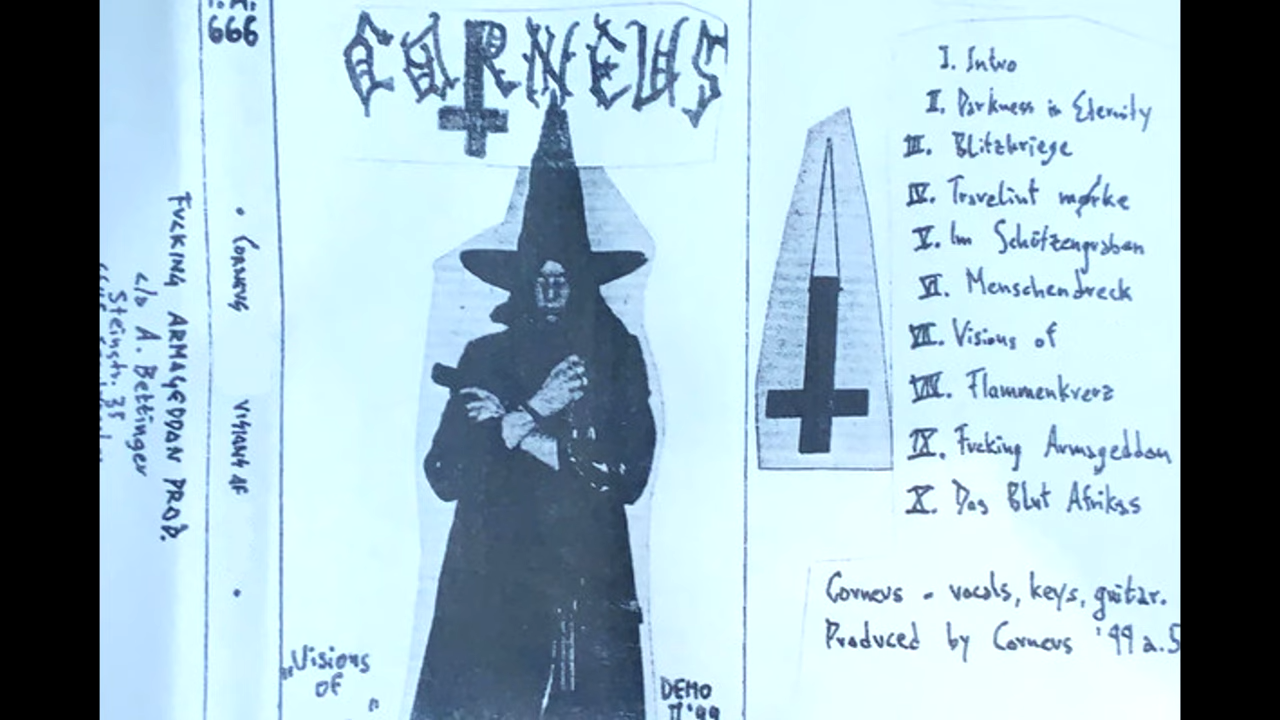 666
FVCKING ARMAGEDDON PROD.
c/o A. Bettinger
Steinstr. 35
• CORNEUS VISIONS OF •
CORNEUS
"Visions
OF
"
DEMO
II'99
I. Intro
II. Darkness in Eternity
III. Blitzkriege
IV. Travelint mørke
V. Im Schützengraben
VI. Menschendreck
VII. Visions of
VIII. Flammenkreuz
IX. Fvcking Armageddon
X. Das Blut Afrikas
Corneus - vocals, keys, guitar.
Produced by Corneus '99 a.S